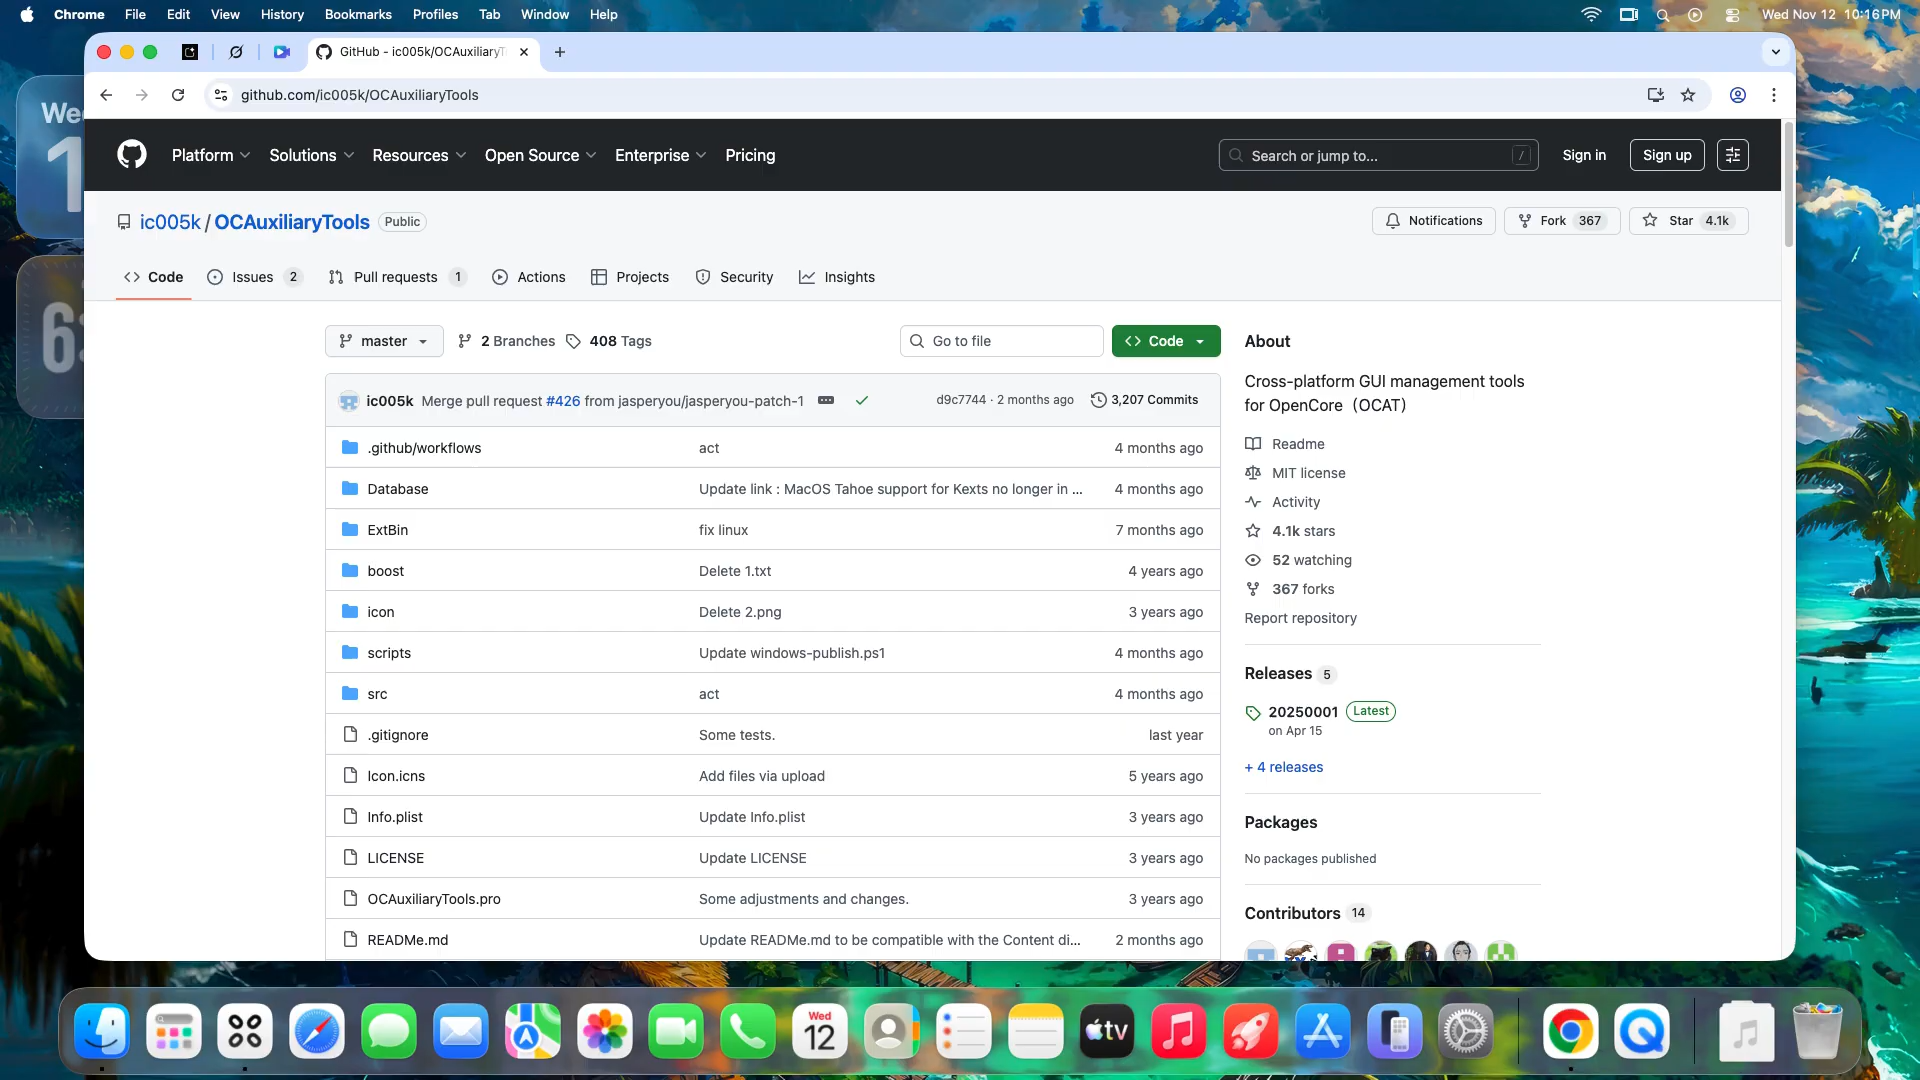 Chrome File Edit View History Bookmarks Profiles Tab Window Help Wed Nov 12 10:16 PM
GitHub - ic005k/OCAuxiliaryT
github.com/ic005k/OCAuxiliaryTools
Platform Solutions Resources Open Source Enterprise Pricing Search or jump to... / Sign in Sign up
ic005k / OCAuxiliaryTools Public Notifications Fork 367 Star 4.1k
Code Issues 2 Pull requests 1 Actions Projects Security Insights
master 2 Branches 408 Tags Go to file Code
ic005k Merge pull request #426 from jasperyou/jasperyou-patch-1 d9c7744 · 2 months ago 3,207 Commits
.github/workflows act 4 months ago
Database Update link : MacOS Tahoe support for Kexts no longer in ... 4 months ago
ExtBin fix linux 7 months ago
boost Delete 1.txt 4 years ago
icon Delete 2.png 3 years ago
scripts Update windows-publish.ps1 4 months ago
src act 4 months ago
.gitignore Some tests. last year
Icon.icns Add files via upload 5 years ago
Info.plist Update Info.plist 3 years ago
LICENSE Update LICENSE 3 years ago
OCAuxiliaryTools.pro Some adjustments and changes. 3 years ago
READMe.md Update READMe.md to be compatible with the Content di... 2 months ago
About
Cross-platform GUI management tools
for OpenCore（OCAT）
Readme
MIT license
Activity
4.1k stars
52 watching
367 forks
Report repository
Releases 5
20250001 Latest
on Apr 15
+ 4 releases
Packages
No packages published
Contributors 14
Wed
12
tv